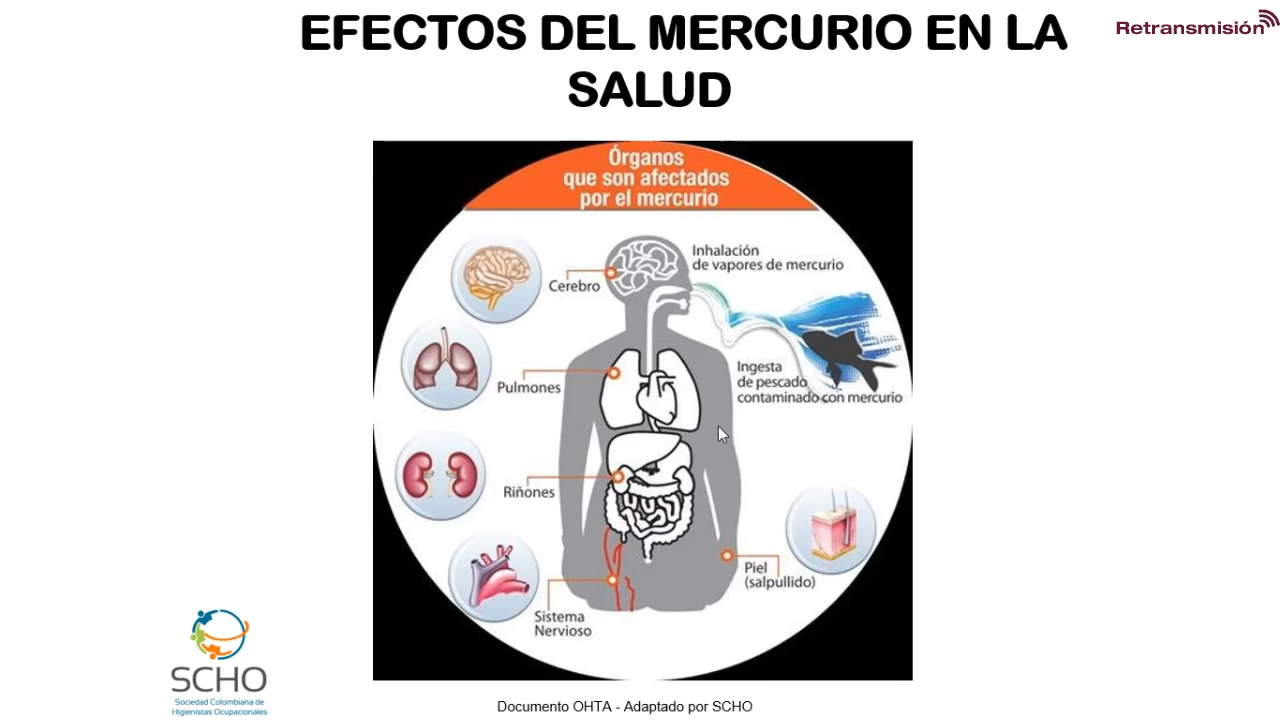 EFECTOS DEL MERCURIO EN LA
SALUD
Retransmisión
Órganos
que son afectados
por el mercurio
Inhalación
de vapores de mercurio
Cerebro
Ingesta
de pescado
contaminado con mercurio
Pulmones
Riñones
Piel
(salpullido)
Sistema
Nervioso
SCHO
Sociedad Colombiana de
Higienistas Ocupacionales
Documento OHTA - Adaptado por SCHO